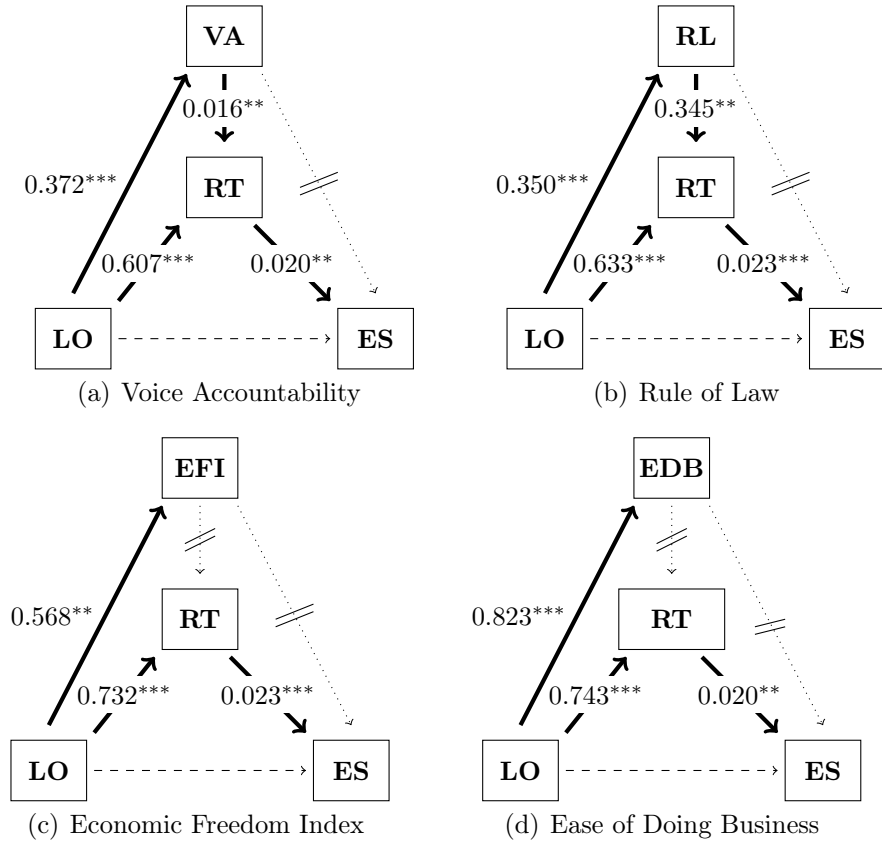 VA
RL
0.016**
0.345**
0.372***
RT
0.350***
RT
0.607***
0.020**
0.633***
0.023***
LO
ES
LO
ES
(a) Voice Accountability
(b) Rule of Law
EFI
EDB
0.568**
RT
0.823***
RT
0.732***
0.023***
0.743***
0.020**
LO
ES
LO
ES
(c) Economic Freedom Index
(d) Ease of Doing Business